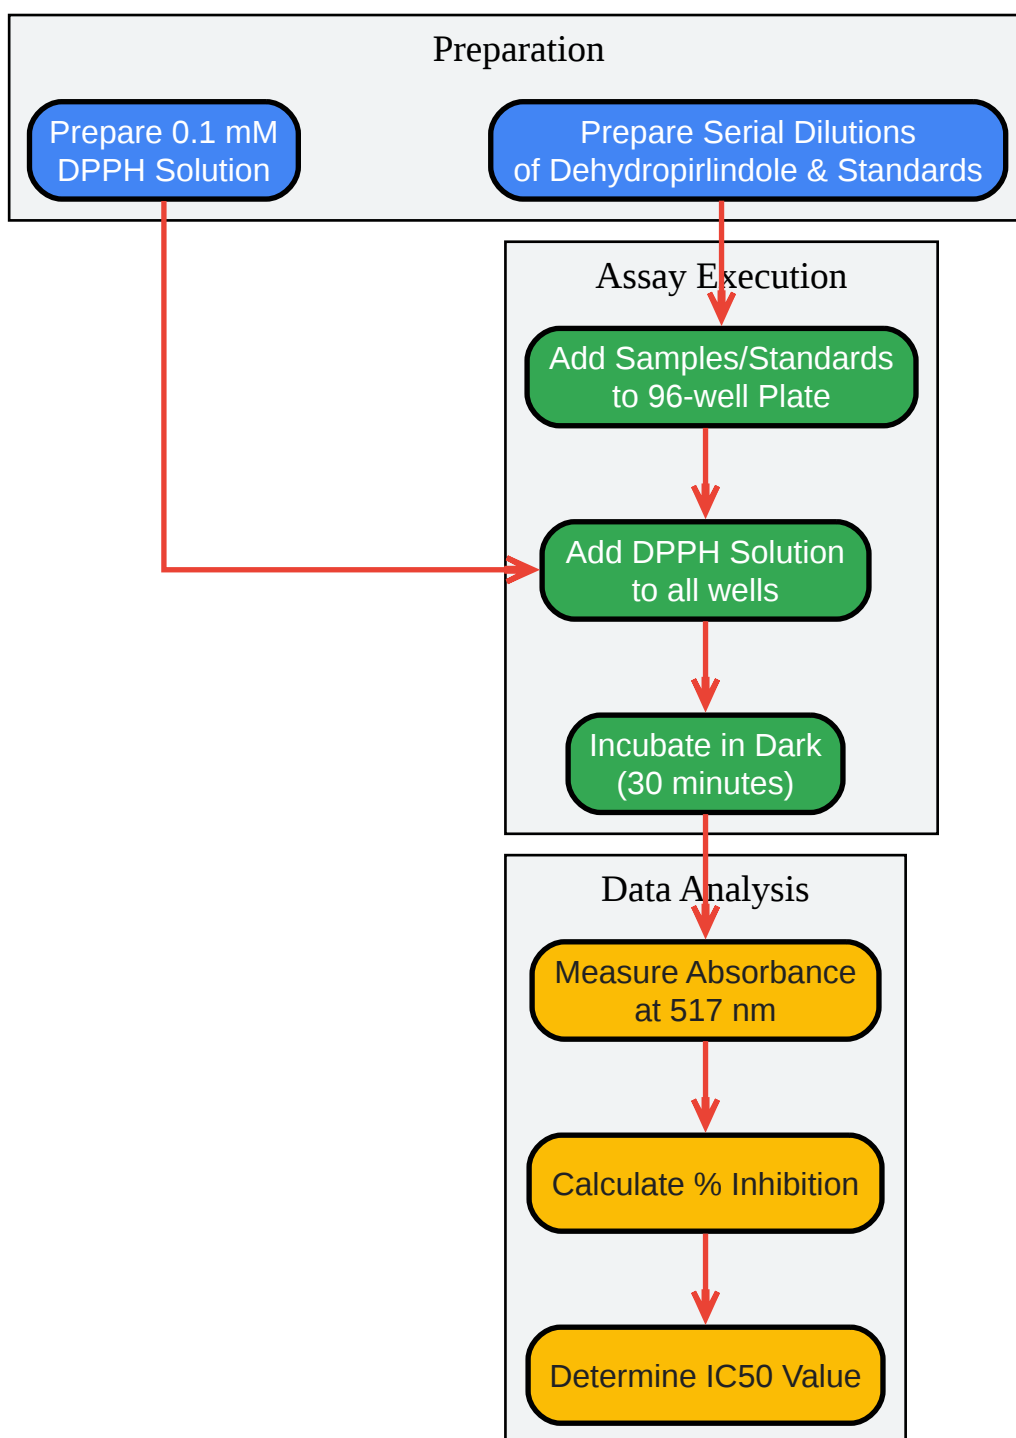 Preparation
Prepare 0.1 mM
DPPH Solution
Prepare Serial Dilutions
of Dehydropirlindole & Standards
Assay Execution
Add Samples/Standards
to 96-well Plate
Add DPPH Solution
to all wells
Incubate in Dark
(30 minutes)
Data Analysis
Measure Absorbance
at 517 nm
Calculate % Inhibition
Determine IC50 Value